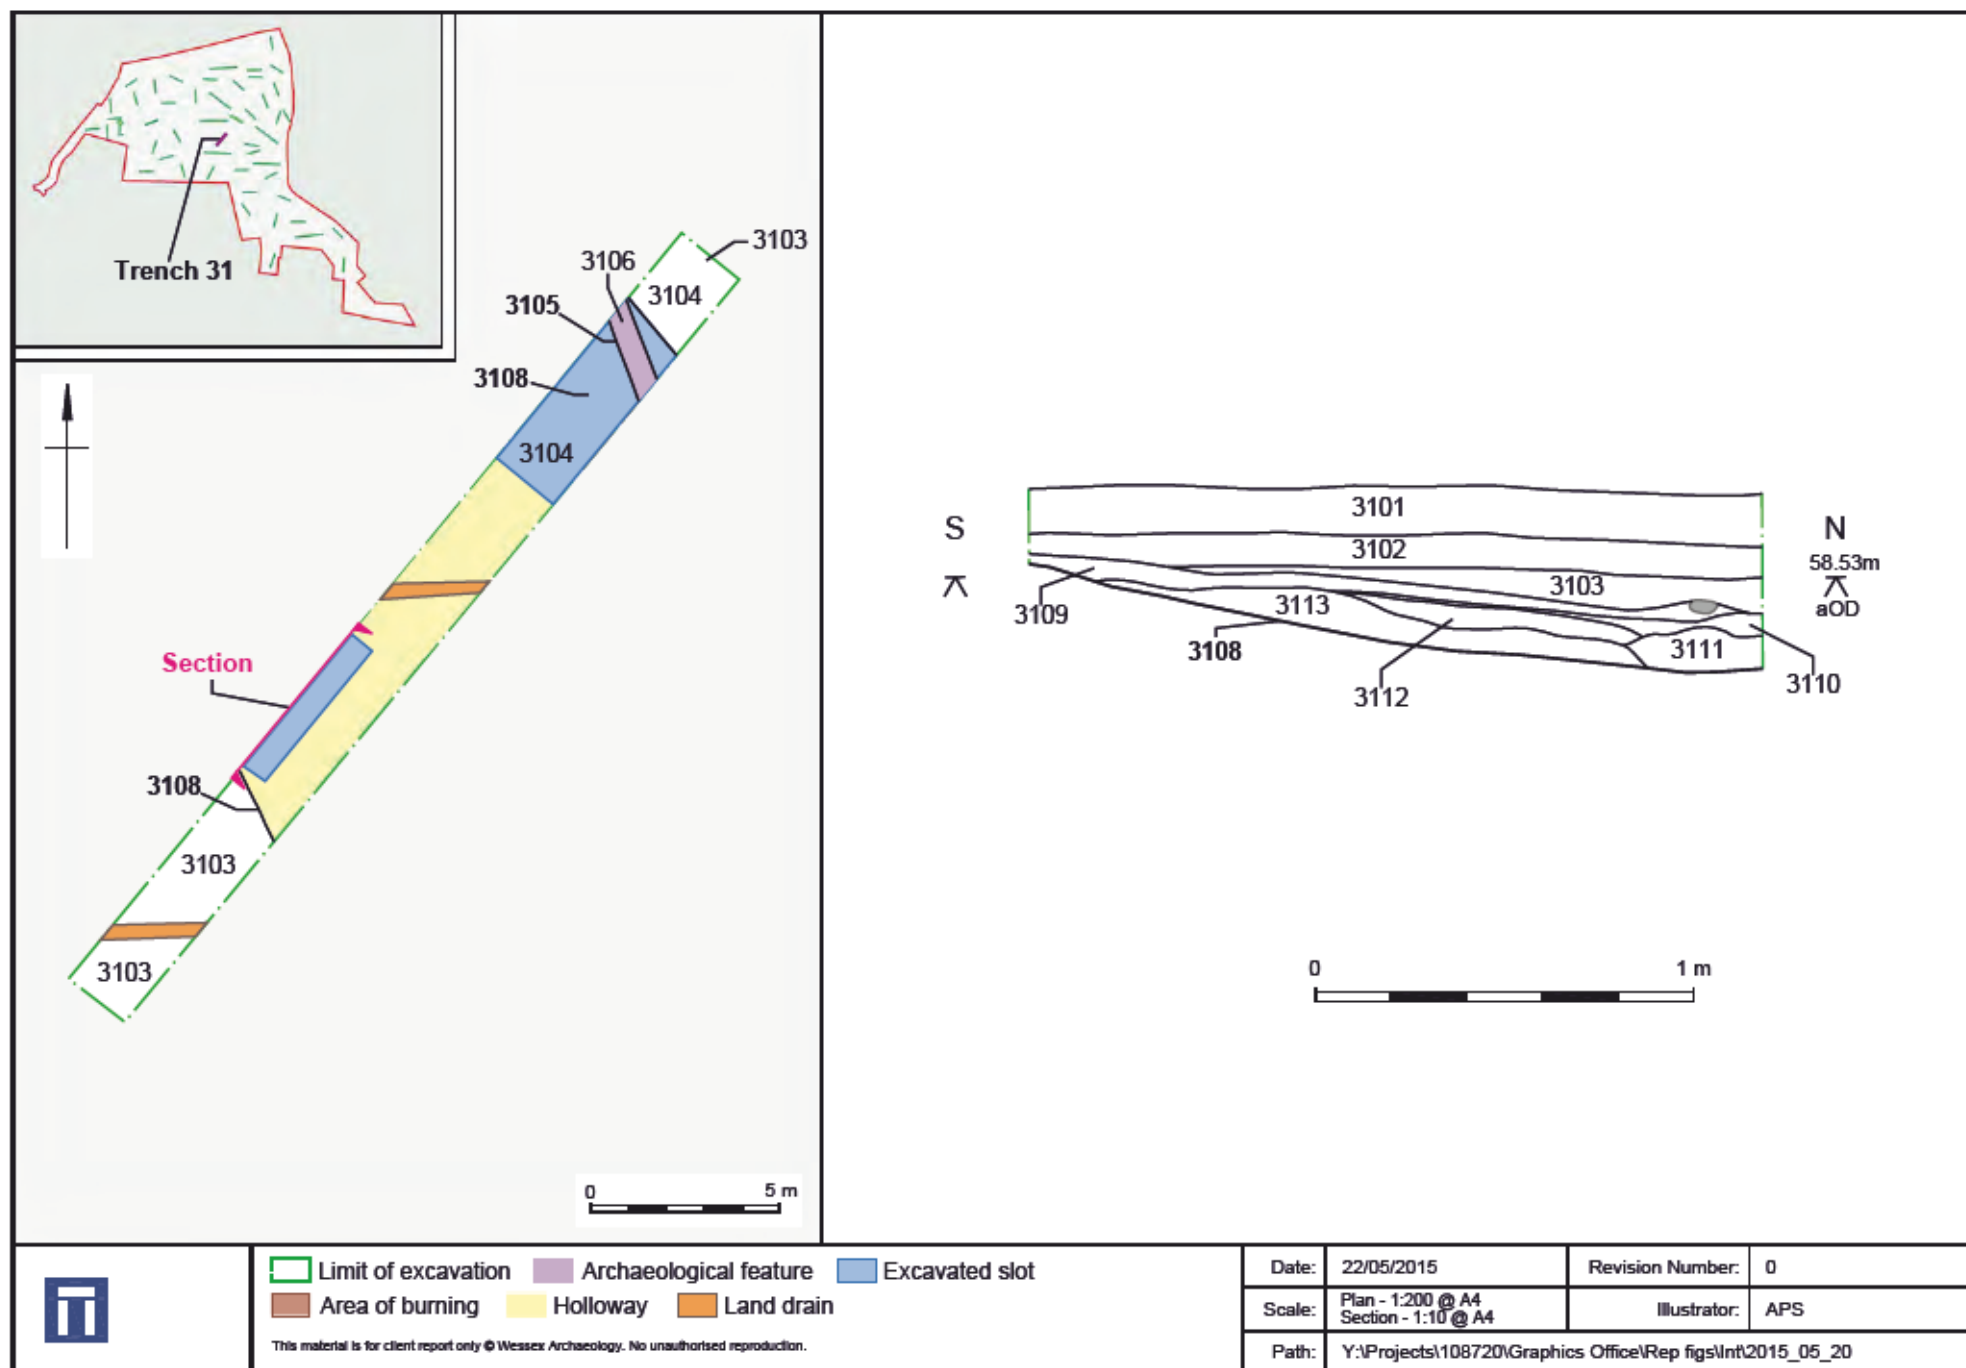 Trench 31
3103
3106
3104
3105
3108
3104
Section
3108
3103
3103
0 5 m
3101
S
N
3102
58.53m
3103
aOD
3109
3113
3108
3111
3110
3112
0 1 m
Limit of excavation
Archaeological feature
Excavated slot
Area of burning
Holloway
Land drain
This material is for client report only © Wessex Archaeology. No unauthorised reproduction.
Date: 22/05/2015
Revision Number: 0
Scale: Plan - 1:200 @ A4
Section - 1:10 @ A4
Illustrator: APS
Path: Y:\Projects\108720\Graphics Office\Rep figs\Int\2015_05_20